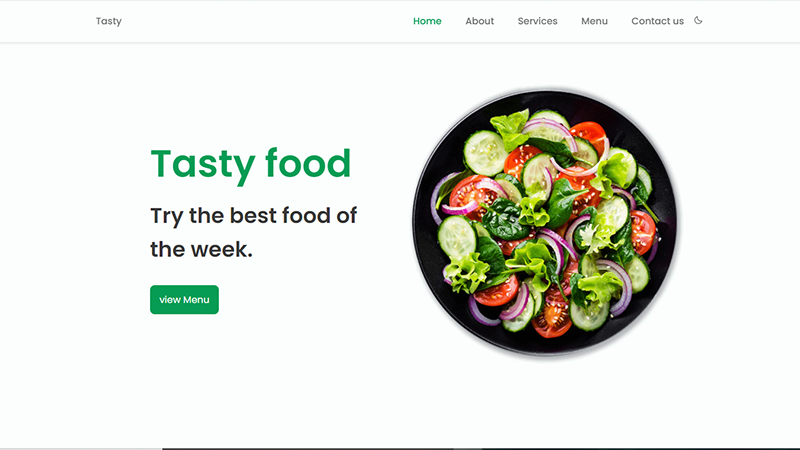 Tasty
Home About Services Menu Contact us
Tasty food
Try the best food of
the week.
view Menu